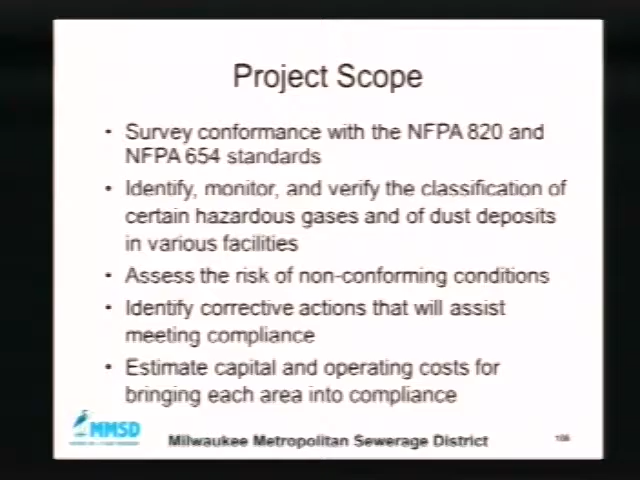 Project Scope
• Survey conformance with the NFPA 820 and
NFPA 654 standards
• Identify, monitor, and verify the classification of
certain hazardous gases and of dust deposits
in various facilities
• Assess the risk of non-conforming conditions
• Identify corrective actions that will assist
meeting compliance
• Estimate capital and operating costs for
bringing each area into compliance
MMSD
Milwaukee Metropolitan Sewerage District